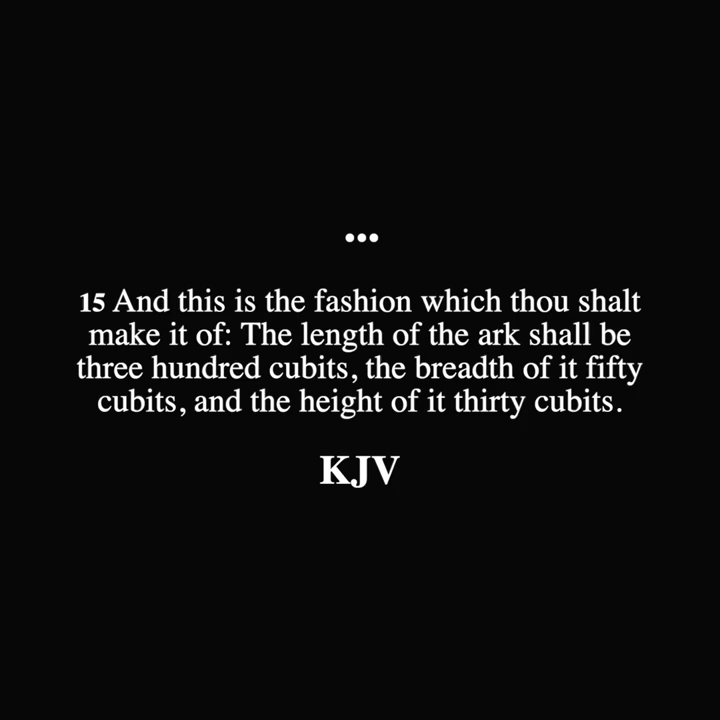 •••
15 And this is the fashion which thou shalt
make it of: The length of the ark shall be
three hundred cubits, the breadth of it fifty
cubits, and the height of it thirty cubits.
KJV